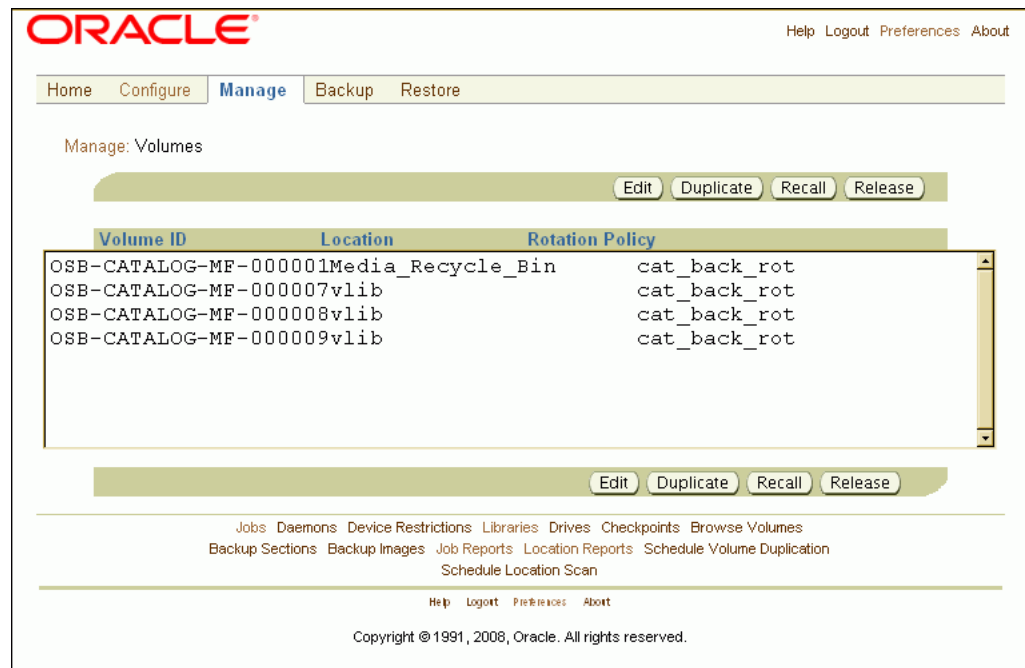 ORACLE®
Help Logout Preferences About
Home Configure Manage Backup Restore
Manage: Volumes
Edit Duplicate Recall Release
Volume ID Location Rotation Policy
OSB-CATALOG-MF-000001Media_Recycle_Bin cat_back_rot
OSB-CATALOG-MF-000007vlib cat_back_rot
OSB-CATALOG-MF-000008vlib cat_back_rot
OSB-CATALOG-MF-000009vlib cat_back_rot
Edit Duplicate Recall Release
Jobs Daemons Device Restrictions Libraries Drives Checkpoints Browse Volumes
Backup Sections Backup Images Job Reports Location Reports Schedule Volume Duplication
Schedule Location Scan
Help Logout Preferences About
Copyright © 1991, 2008, Oracle. All rights reserved.